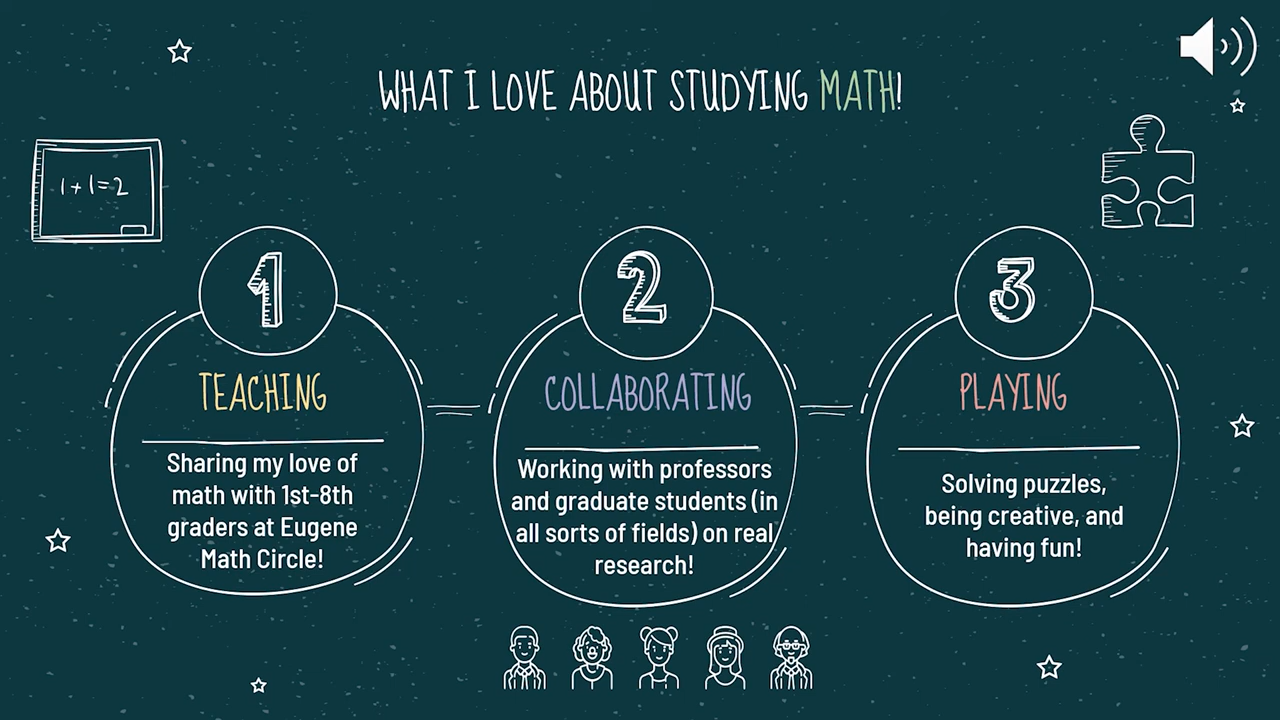 WHAT I LOVE ABOUT STUDYING MATH!
1+1=2
1
TEACHING
Sharing my love of
math with 1st-8th
graders at Eugene
Math Circle!
2
COLLABORATING
Working with professors
and graduate students (in
all sorts of fields) on real
research!
3
PLAYING
Solving puzzles,
being creative, and
having fun!